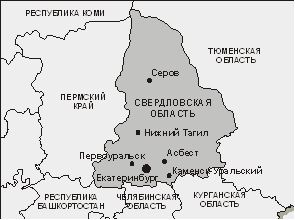 РЕСПУБЛИКА КОМИ
ТЮМЕНСКАЯ
ОБЛАСТЬ
Серов
ПЕРМСКИЙ
КРАЙ
СВЕРДЛОВСКАЯ
ОБЛАСТЬ
Нижний Тагил
Первоуральск
Асбест
Екатеринбург
Каменск-Уральский
РЕСПУБЛИКА
БАШКОРТОСТАН
ЧЕЛЯБИНСКАЯ
ОБЛАСТЬ
КУРГАНСКАЯ
ОБЛАСТЬ